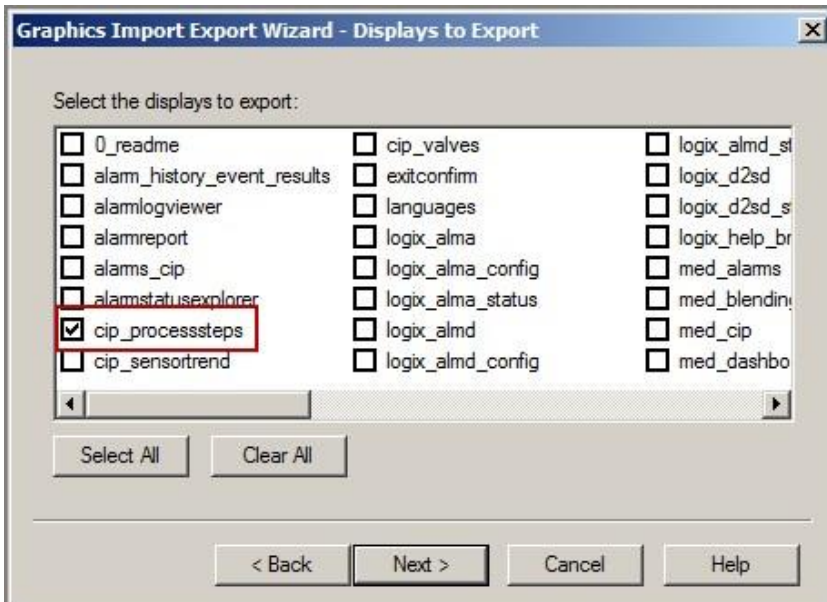 Graphics Import Export Wizard - Displays to Export
Select the displays to export:
0_readme
alarm_history_event_results
alarmlogviewer
alarmreport
alarms_cip
alarmstatusexplorer
cip_processsteps
cip_sensortrend
cip_valves
exitconfirm
languages
logix_alma
logix_alma_config
logix_alma_status
logix_almd
logix_almd_config
logix_almd_st
logix_d2sd
logix_d2sd_s
logix_help_br
med_alarms
med_blending
med_cip
med_dashbo
Select All
Clear All
< Back
Next >
Cancel
Help